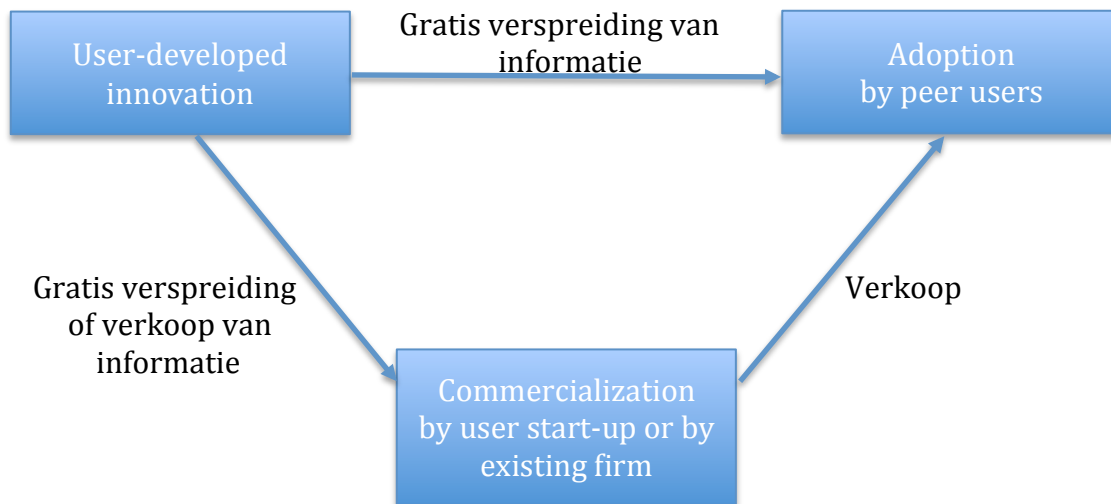 User-developed
innovation
Gratis verspreiding van
informatie
Adoption
by peer users
Gratis verspreiding
of verkoop van
informatie
Verkoop
Commercialization
by user start-up or by
existing firm